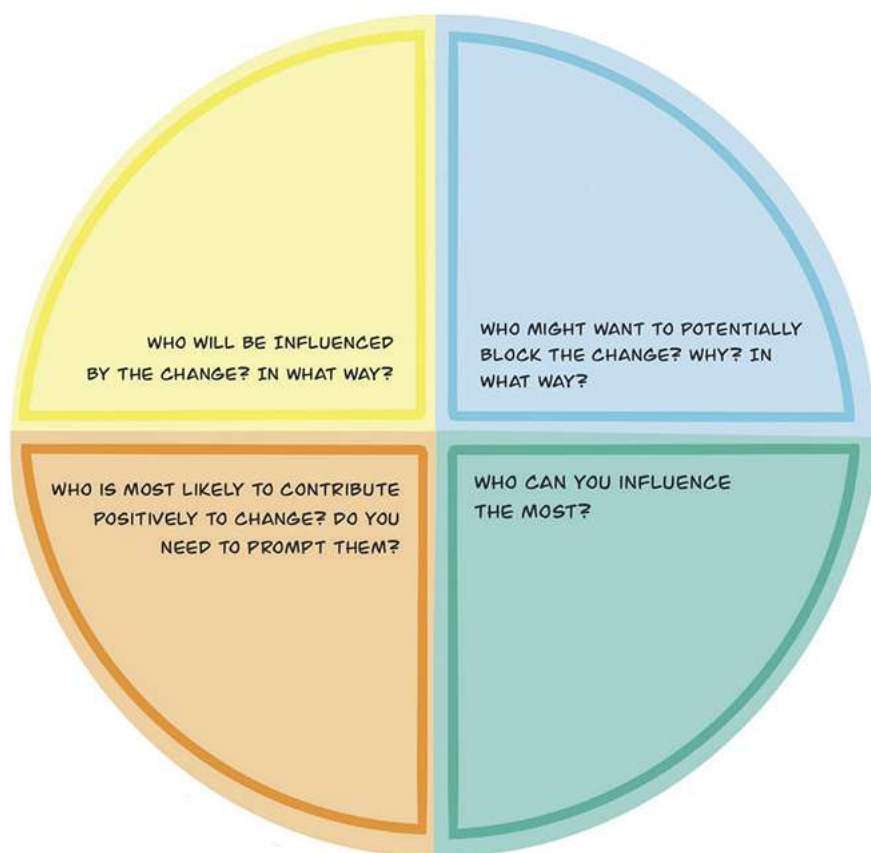 WHO WILL BE INFLUENCED
BY THE CHANGE? IN WHAT WAY?
WHO MIGHT WANT TO POTENTIALLY
BLOCK THE CHANGE? WHY? IN
WHAT WAY?
WHO IS MOST LIKELY TO CONTRIBUTE
POSITIVELY TO CHANGE? DO YOU
NEED TO PROMPT THEM?
WHO CAN YOU INFLUENCE
THE MOST?